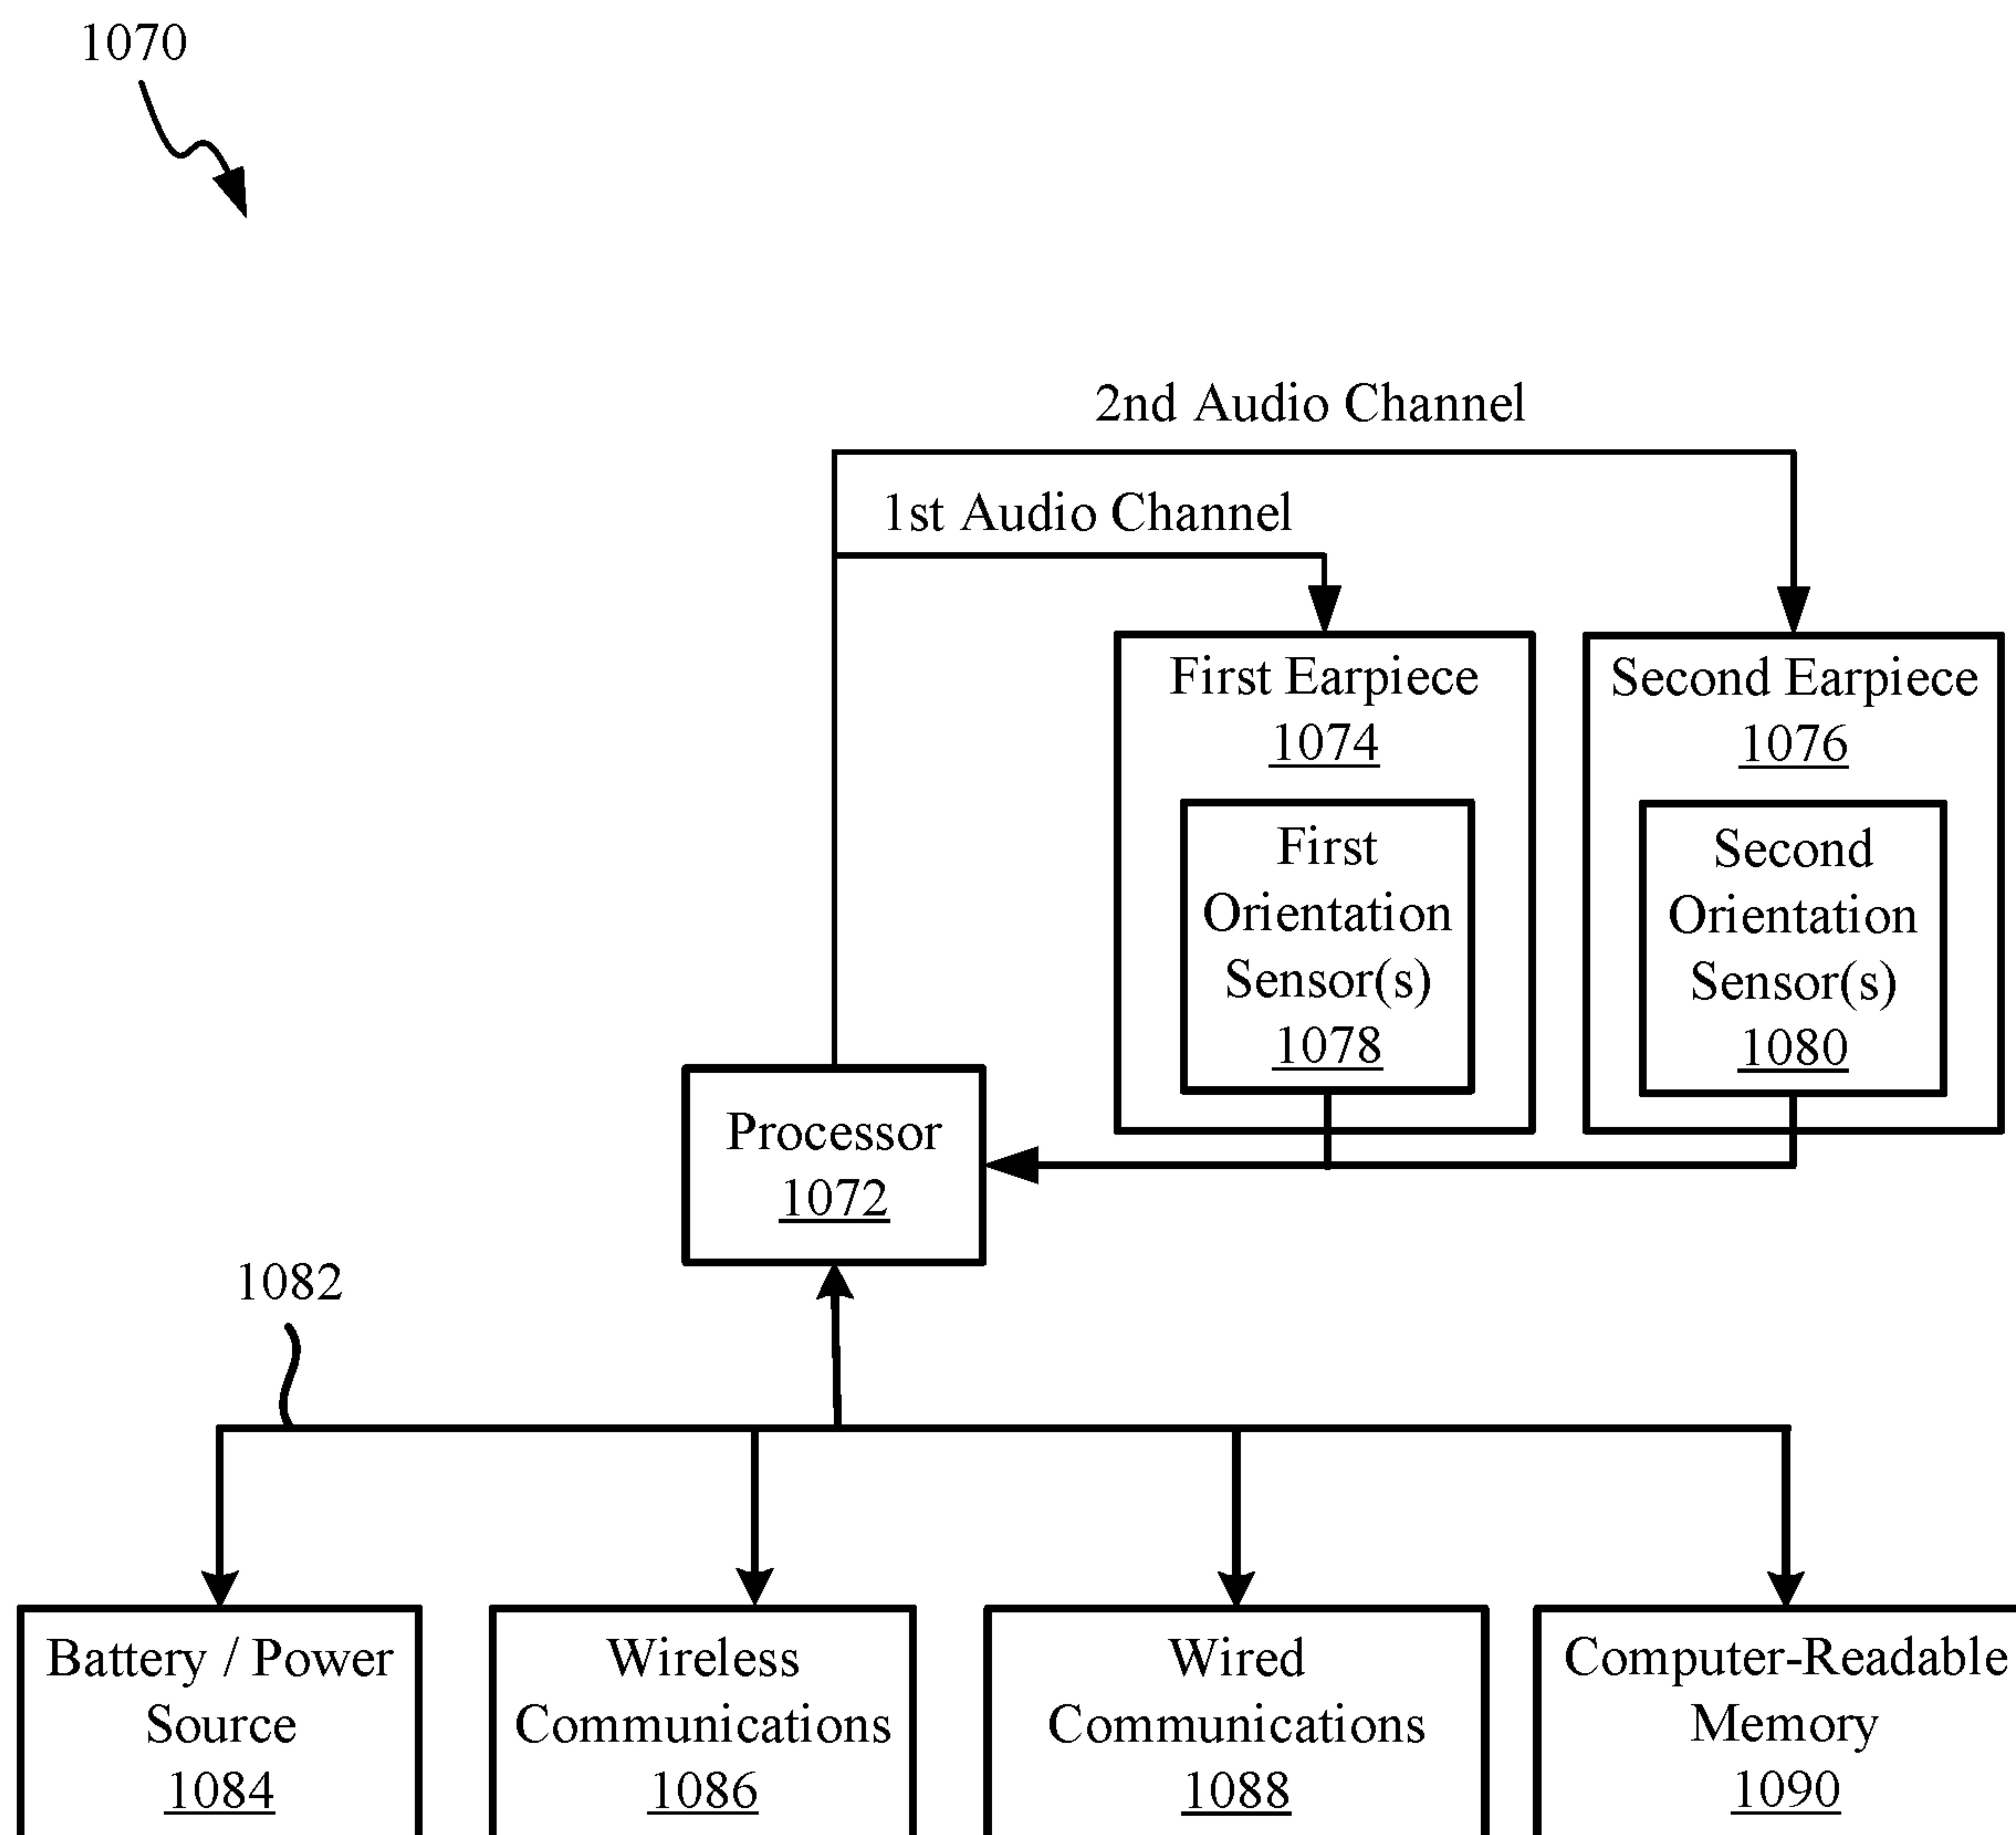 1070
2nd Audio Channel
1st Audio Channel
First Earpiece
1074
Second Earpiece
1076
First
Orientation
Sensor(s)
1078
Second
Orientation
Sensor(s)
1080
Processor
1072
1082
Battery / Power
Source
1084
Wireless
Communications
1086
Wired
Communications
1088
Computer-Readable
Memory
1090